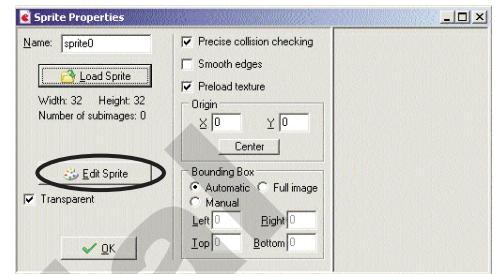 Sprite Properties
Name: sprite0
Load Sprite
Width: 32 Height: 32
Number of subimages: 0
Edit Sprite
Transparent
OK
Precise collision checking
Smooth edges
Preload texture
Origin
X 0 Y 0
Center
Bounding Box
Automatic Full image
Manual
Left 0 Right 0
Top 0 Bottom 0